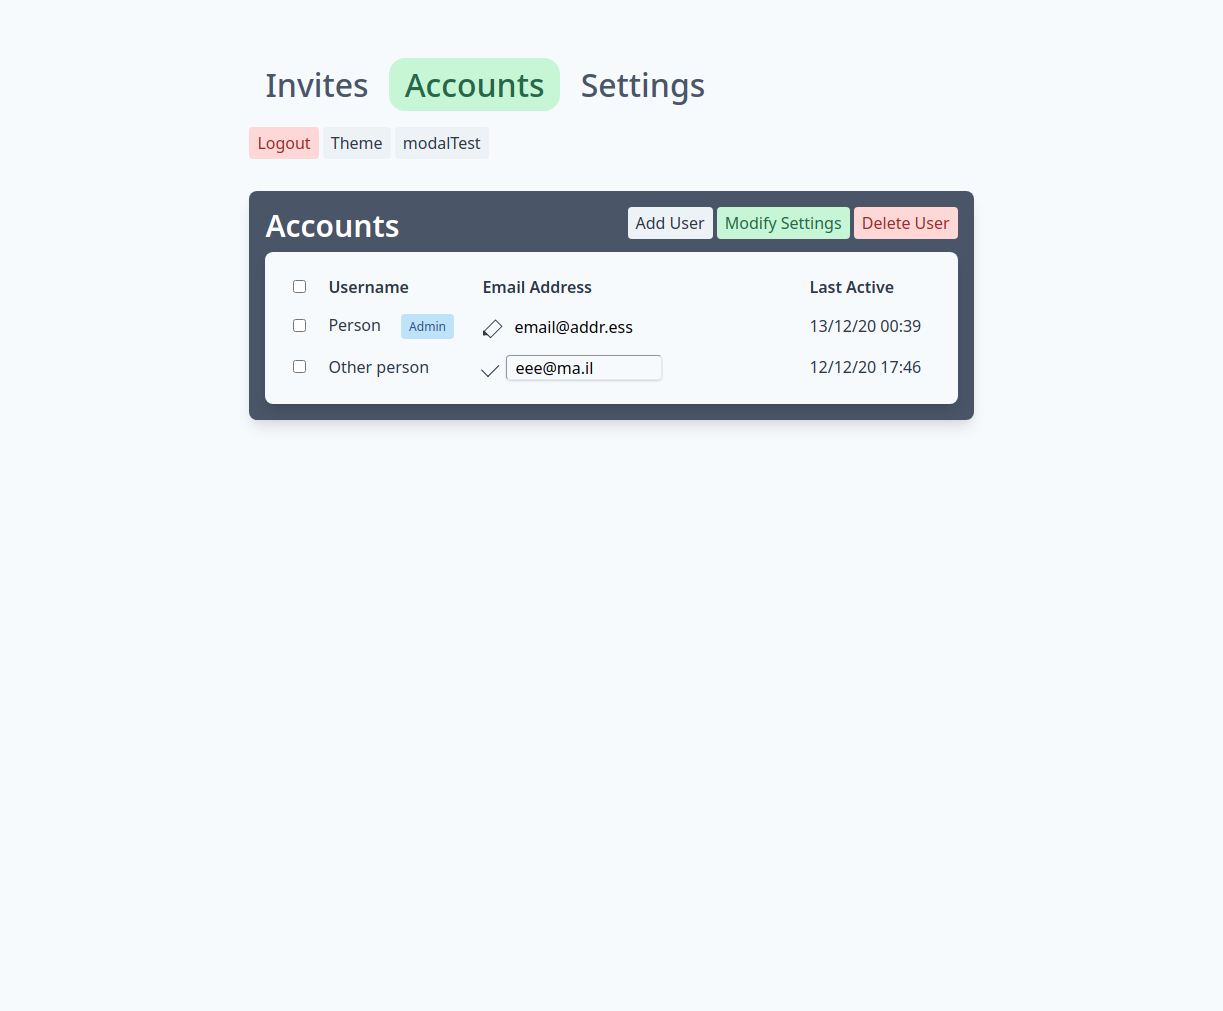 Invites Accounts Settings
Logout Theme modalTest
Accounts Add User Modify Settings Delete User
Username Email Address Last Active
Person Admin email@addr.ess 13/12/20 00:39
Other person eee@ma.il 12/12/20 17:46